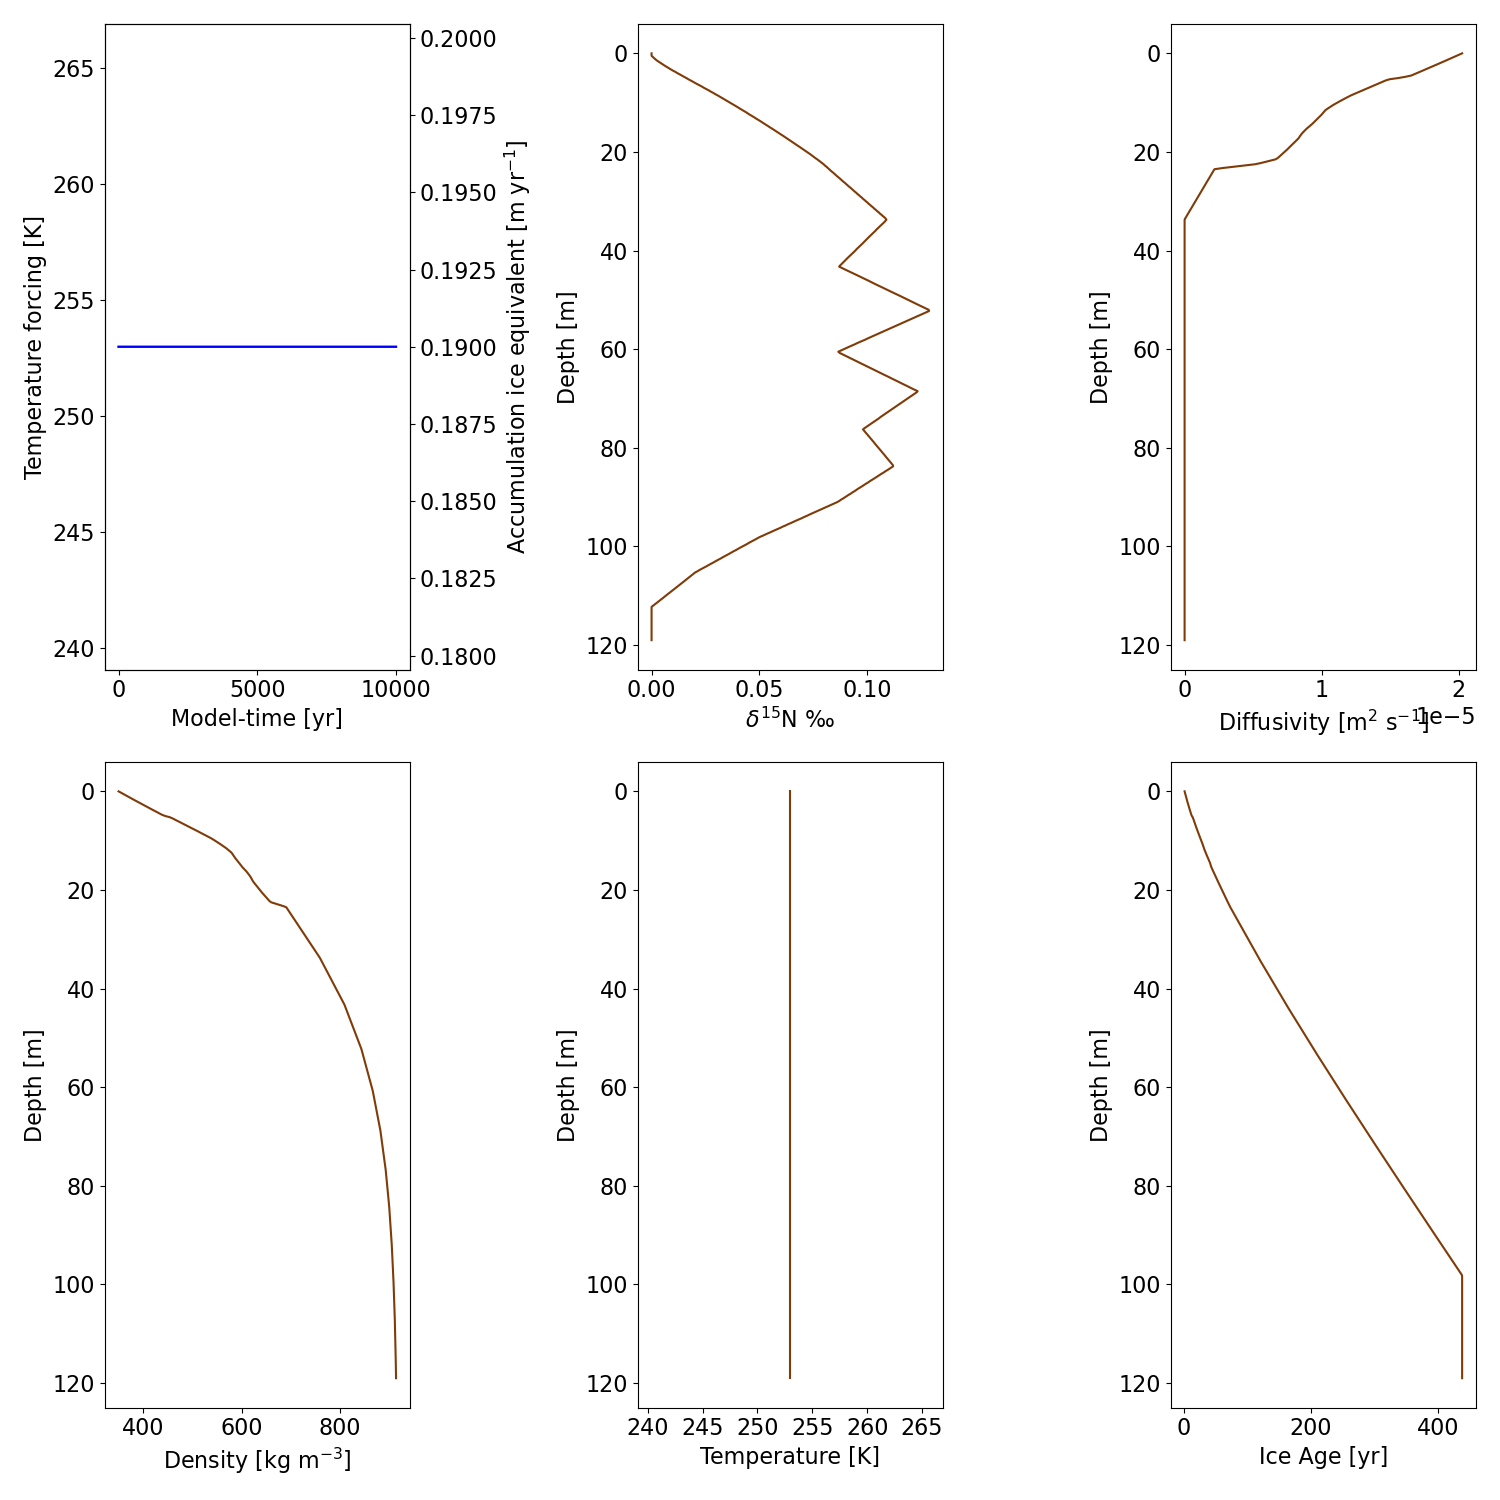 Temperature forcing [K]
265
260
255
250
245
240
0 5000 10000
Model-time [yr]
0.2000
0.1975
0.1950
0.1925
0.1900
0.1875
0.1850
0.1825
0.1800
Accumulation ice equivalent [m yr⁻¹]
Depth [m]
0
20
40
60
80
100
120
0.00 0.05 0.10
δ¹⁵N ‰
Depth [m]
0
20
40
60
80
100
120
0 1 2
1e−5
Diffusivity [m² s⁻¹]
Depth [m]
0
20
40
60
80
100
120
400 600 800
Density [kg m⁻³]
Depth [m]
0
20
40
60
80
100
120
240 245 250 255 260 265
Temperature [K]
Depth [m]
0
20
40
60
80
100
120
0 200 400
Ice Age [yr]